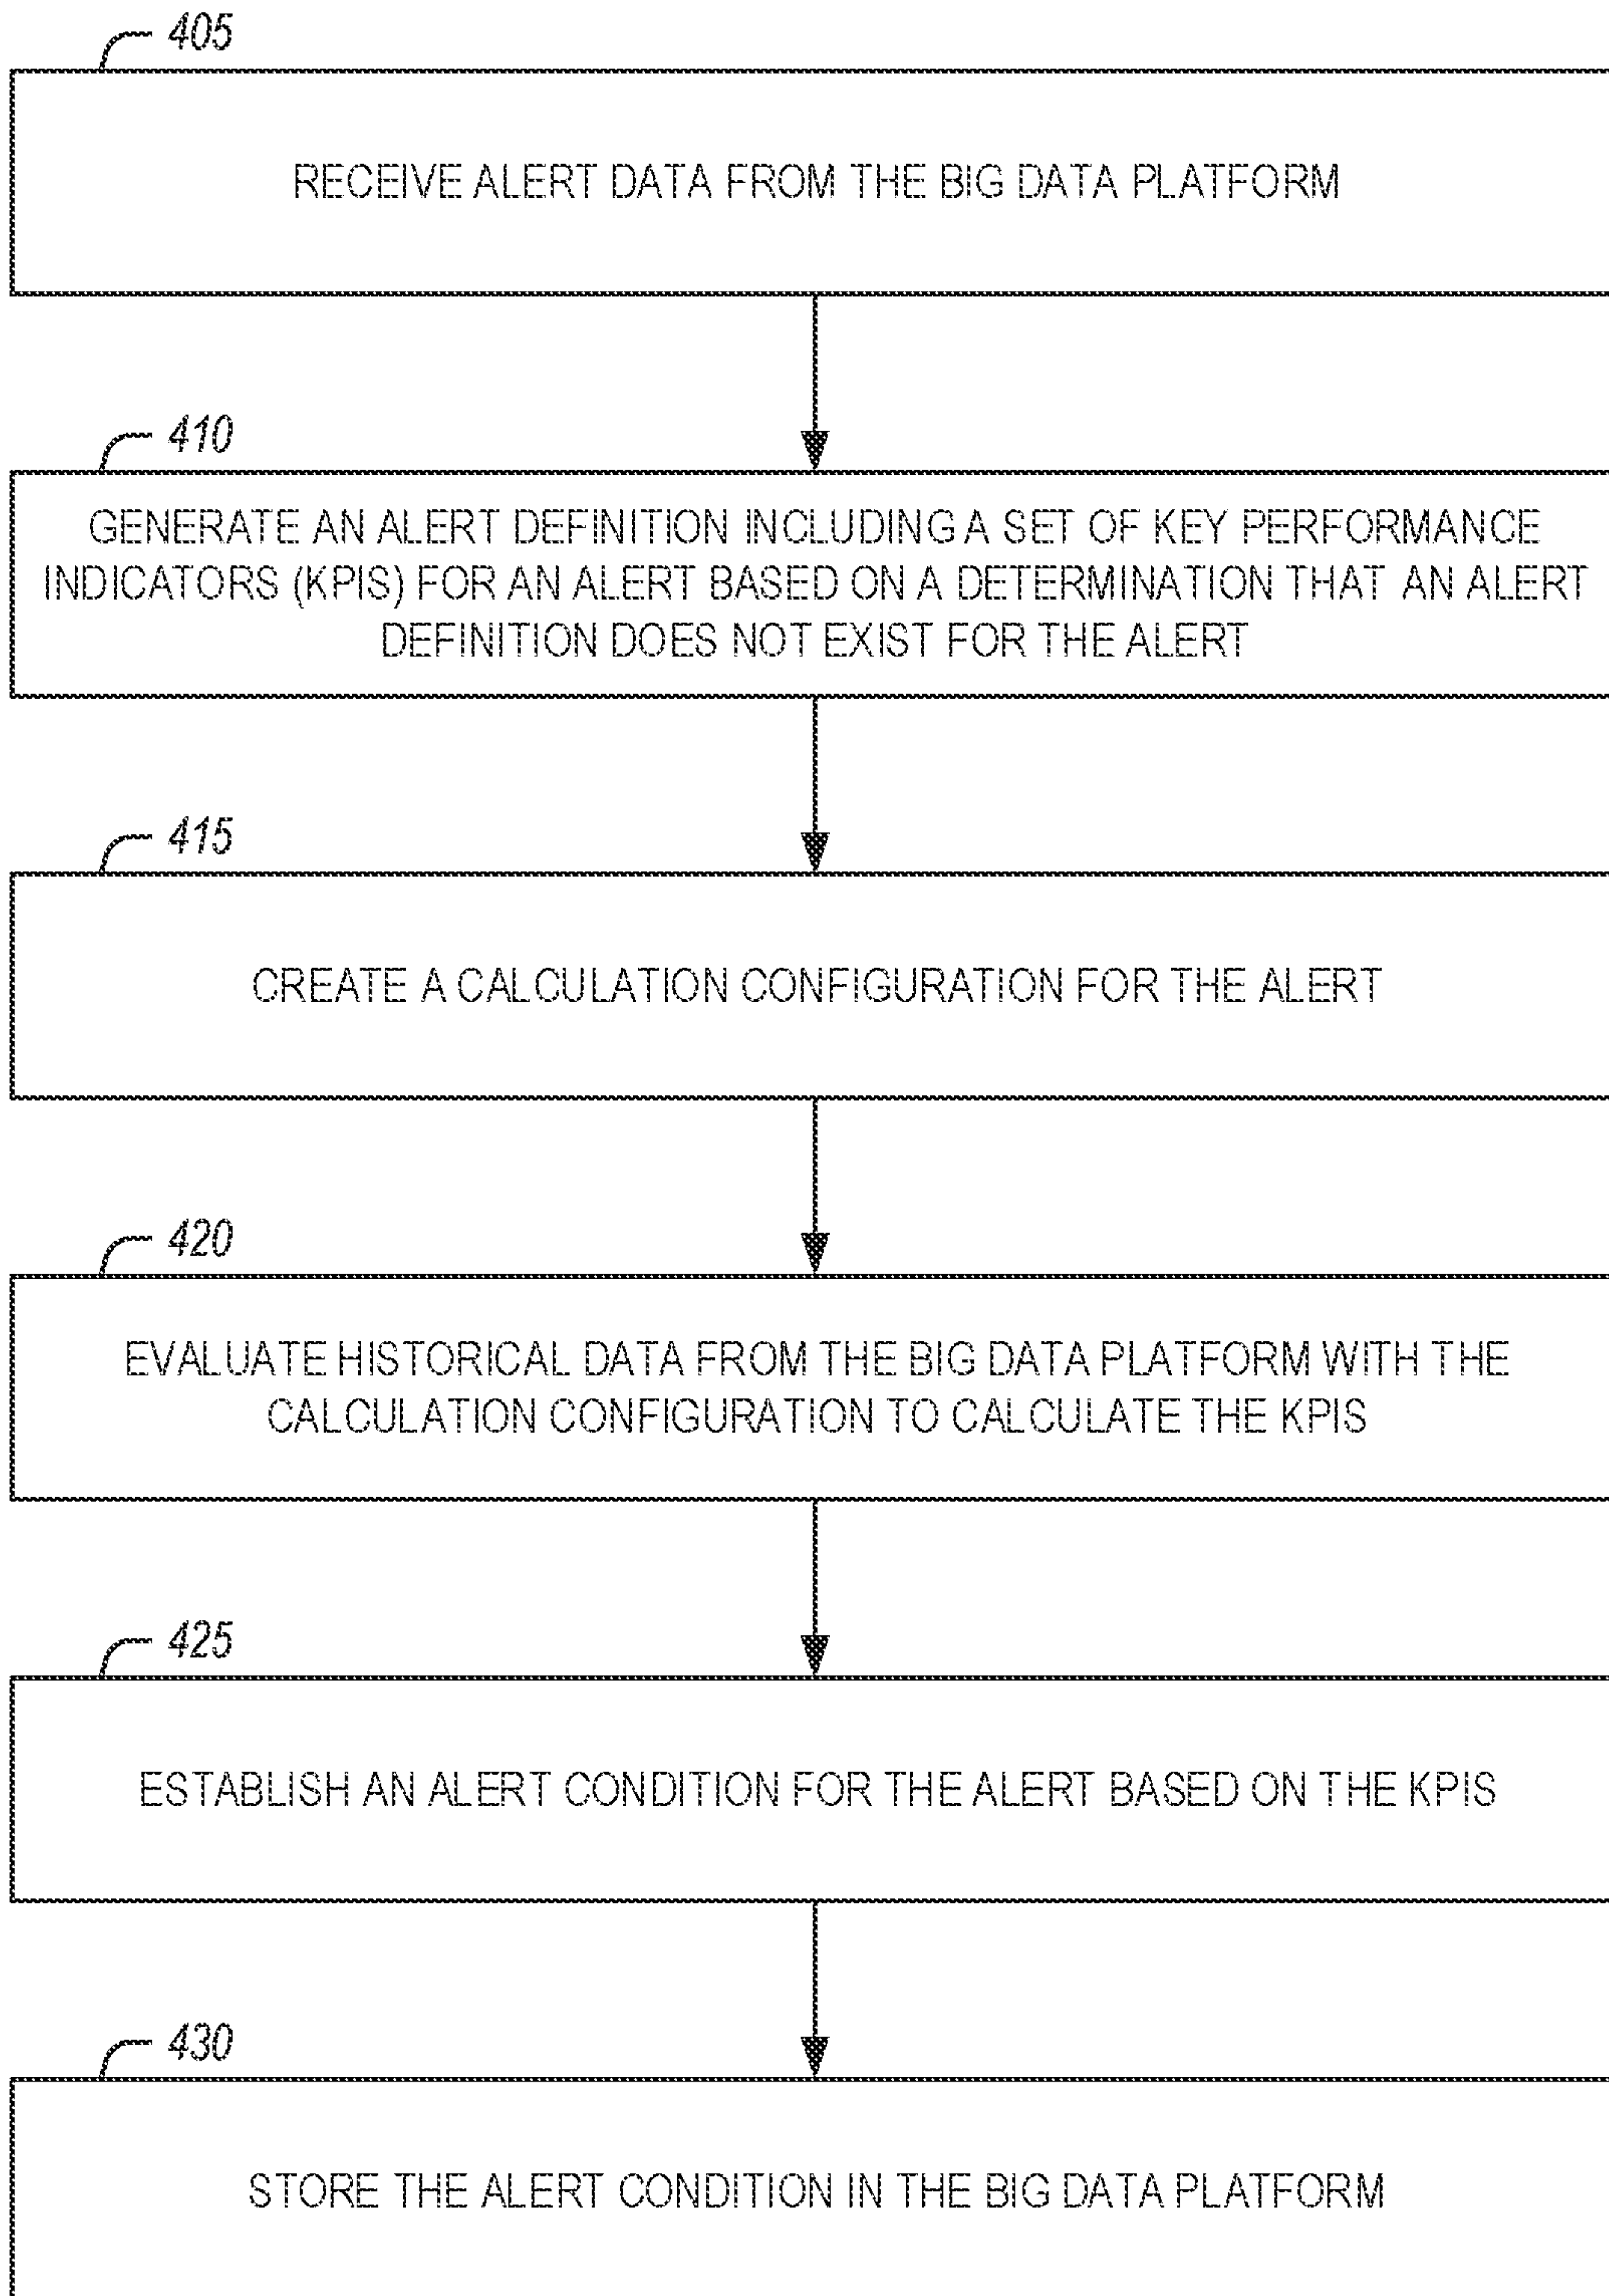 405
RECEIVE ALERT DATA FROM THE BIG DATA PLATFORM
410
GENERATE AN ALERT DEFINITION INCLUDING A SET OF KEY PERFORMANCE
INDICATORS (KPIS) FOR AN ALERT BASED ON A DETERMINATION THAT AN ALERT
DEFINITION DOES NOT EXIST FOR THE ALERT
415
CREATE A CALCULATION CONFIGURATION FOR THE ALERT
420
EVALUATE HISTORICAL DATA FROM THE BIG DATA PLATFORM WITH THE
CALCULATION CONFIGURATION TO CALCULATE THE KPIS
425
ESTABLISH AN ALERT CONDITION FOR THE ALERT BASED ON THE KPIS
430
STORE THE ALERT CONDITION IN THE BIG DATA PLATFORM